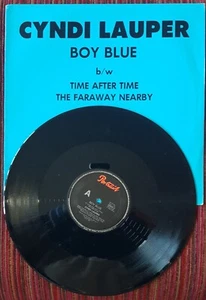 CYNDI LAUPER
BOY BLUE
b/w
TIME AFTER TIME
THE FARAWAY NEARBY
Portrait
A